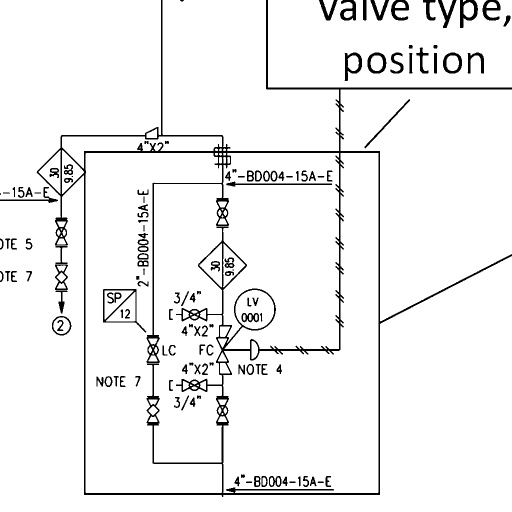 valve type,
position
4"X2"
4"-BD004-15A-E
30
9.85
-15A-E
2"-BD004-15A-E
OTE 5
OTE 7
2
30
9.85
SP
12
3/4"
LV
0001
4"X2"
LC
FC
4"X2"
NOTE 4
NOTE 7
3/4"
4"-BD004-15A-E